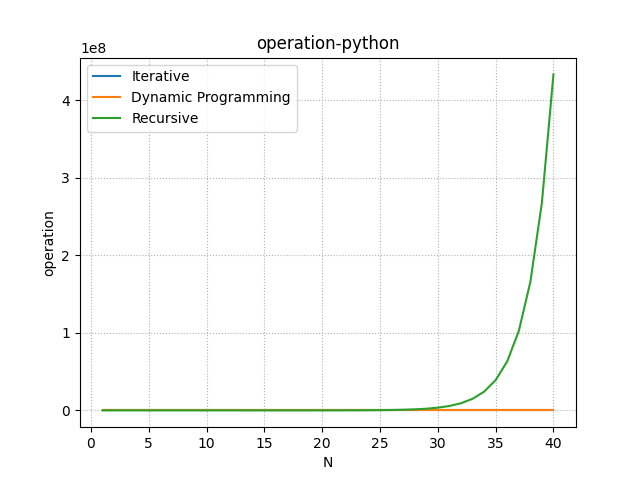 operation-python
1e8
Iterative
Dynamic Programming
Recursive
4
3
2
1
0
operation
0 5 10 15 20 25 30 35 40
N